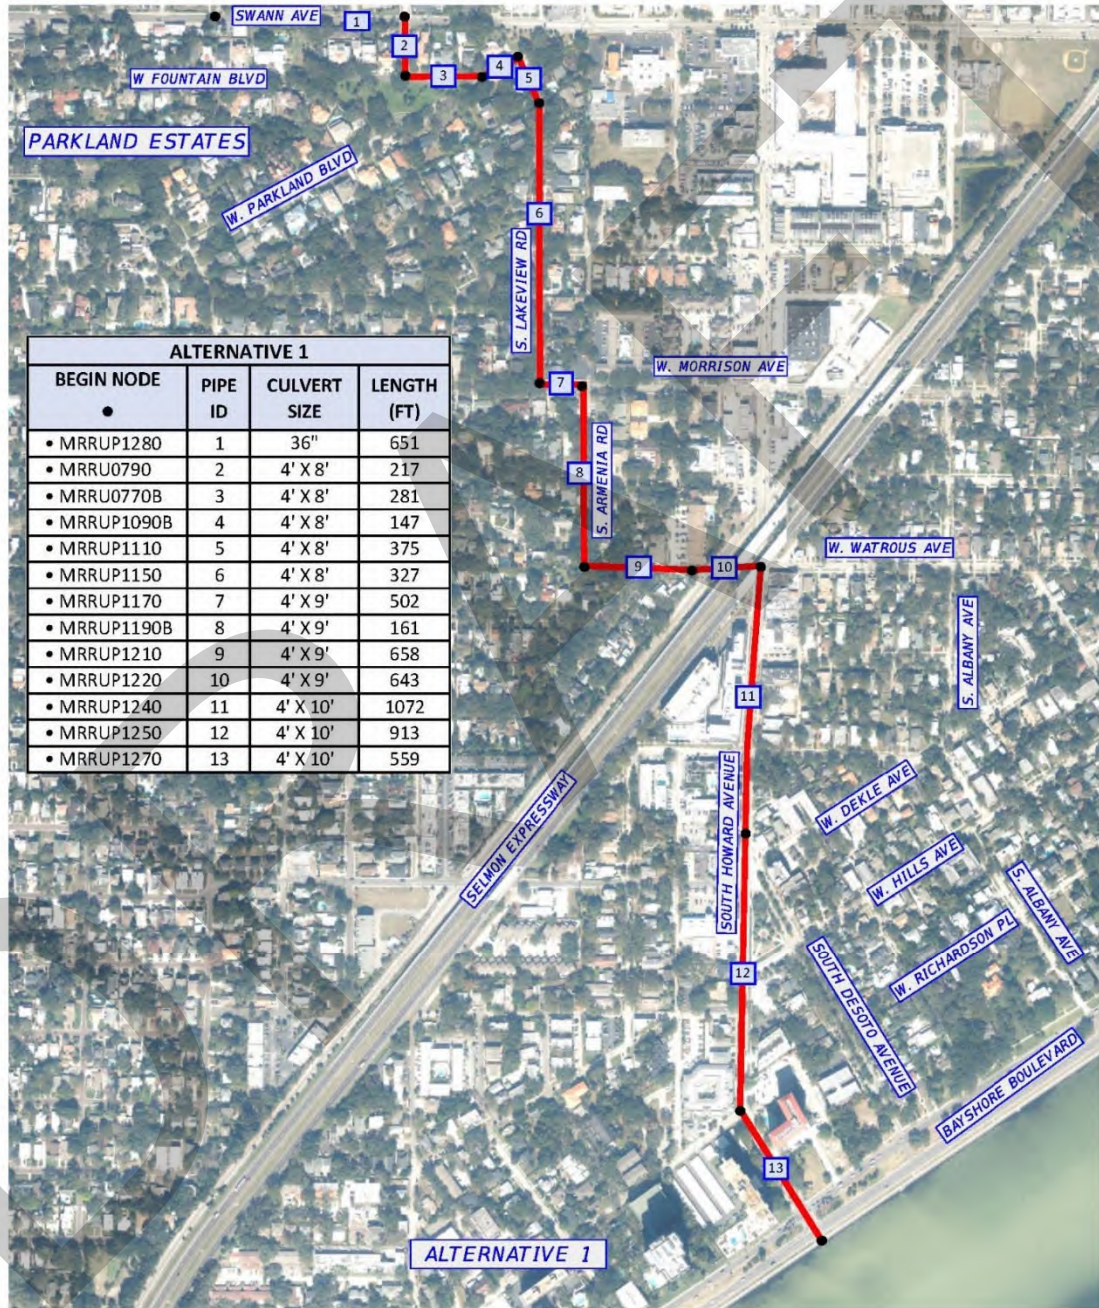 SWANN AVE
1
2
W FOUNTAIN BLVD
3
4
5
PARKLAND ESTATES
W. PARKLAND BLVD
6
S. LAKEVIEW RD
ALTERNATIVE 1
BEGIN NODE ● PIPE ID CULVERT SIZE LENGTH (FT)
• MRRUP1280 1 36" 651
• MRRU0790 2 4' X 8' 217
• MRRU0770B 3 4' X 8' 281
• MRRUP1090B 4 4' X 8' 147
• MRRUP1110 5 4' X 8' 375
• MRRUP1150 6 4' X 8' 327
• MRRUP1170 7 4' X 9' 502
• MRRUP1190B 8 4' X 9' 161
• MRRUP1210 9 4' X 9' 658
• MRRUP1220 10 4' X 9' 643
• MRRUP1240 11 4' X 10' 1072
• MRRUP1250 12 4' X 10' 913
• MRRUP1270 13 4' X 10' 559
W. MORRISON AVE
7
8
S. ARMENIA RD
W. WATROUS AVE
9
10
S. ALBANY AVE
11
SOUTH HOWARD AVENUE
W. DEKLE AVE
SELMON EXPRESSWAY
W. HILLS AVE
S. ALBANY AVE
W. RICHARDSON PL
12
SOUTH DESOTO AVENUE
BAYSHORE BOULEVARD
13
ALTERNATIVE 1